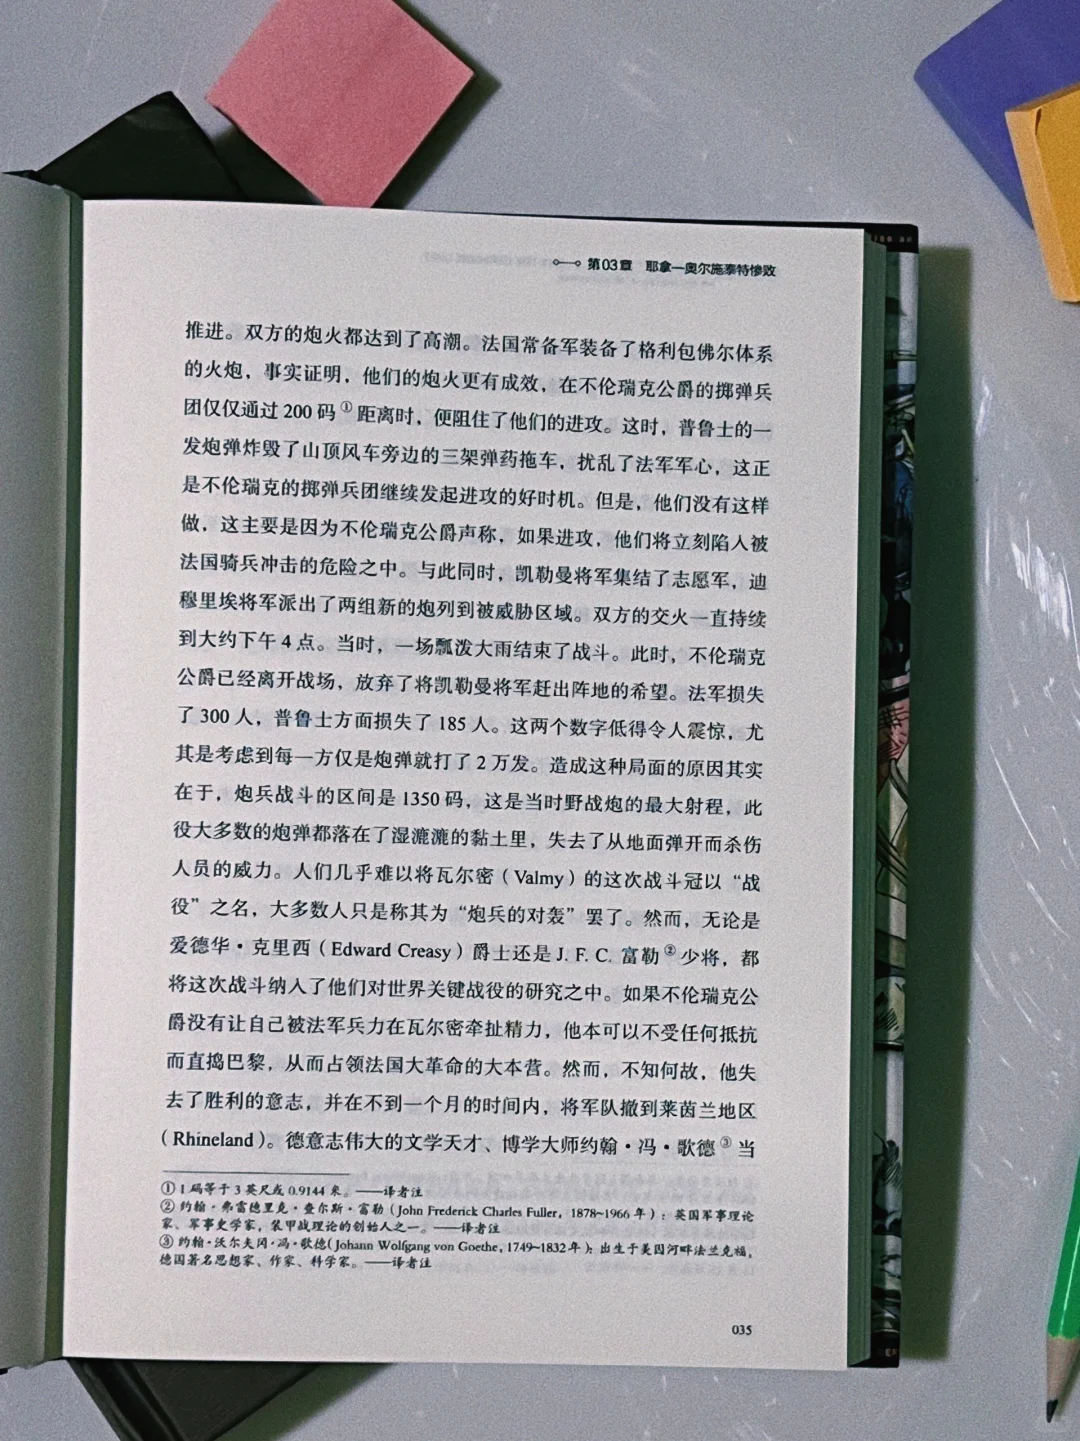 第03章 耶拿—奥尔施泰特惨败
推进。双方的炮火都达到了高潮。法国常备军装备了格利包佛尔体系
的火炮，事实证明，他们的炮火更有成效，在不伦瑞克公爵的掷弹兵
团仅仅通过 200 码①距离时，便阻住了他们的进攻。这时，普鲁士的一
发炮弹炸毁了山顶风车旁边的三架弹药拖车，扰乱了法军军心，这正
是不伦瑞克的掷弹兵团继续发起进攻的好时机。但是，他们没有这样
做，这主要是因为不伦瑞克公爵声称，如果进攻，他们将立刻陷入被
法国骑兵冲击的危险之中。与此同时，凯勒曼将军集结了志愿军，迪
穆里埃将军派出了两组新的炮列到被威胁区域。双方的交火一直持续
到大约下午 4 点。当时，一场瓢泼大雨结束了战斗。此时，不伦瑞克
公爵已经离开战场，放弃了将凯勒曼将军赶出阵地的希望。法军损失
了 300 人，普鲁士方面损失了 185 人。这两个数字低得令人震惊，尤
其是考虑到每一方仅是炮弹就打了 2 万发。造成这种局面的原因其实
在于，炮兵战斗的区间是 1350 码，这是当时野战炮的最大射程，此
役大多数的炮弹都落在了湿漉漉的黏土里，失去了从地面弹开而杀伤
人员的威力。人们几乎难以将瓦尔密（Valmy）的这次战斗冠以“战
役”之名，大多数人只是称其为“炮兵的对轰”罢了。然而，无论是
爱德华·克里西（Edward Creasy）爵士还是 J. F. C. 富勒②少将，都
将这次战斗纳入了他们对世界关键战役的研究之中。如果不伦瑞克公
爵没有让自己被法军兵力在瓦尔密牵扯精力，他本可以不受任何抵抗
而直捣巴黎，从而占领法国大革命的大本营。然而，不知何故，他失
去了胜利的意志，并在不到一个月的时间内，将军队撤到莱茵兰地区
（Rhineland）。德意志伟大的文学天才、博学大师约翰·冯·歌德③当
① 1 码等于 3 英尺或 0.9144 米。——译者注
② 约翰·弗雷德里克·查尔斯·富勒（John Frederick Charles Fuller，1878~1966 年）：英国军事理论
家、军事史学家，装甲战理论的创始人之一。——译者注
③ 约翰·沃尔夫冈·冯·歌德(Johann Wolfgang von Goethe，1749~1832 年)：出生于美因河畔法兰克福，
德国著名思想家、作家、科学家。——译者注
035